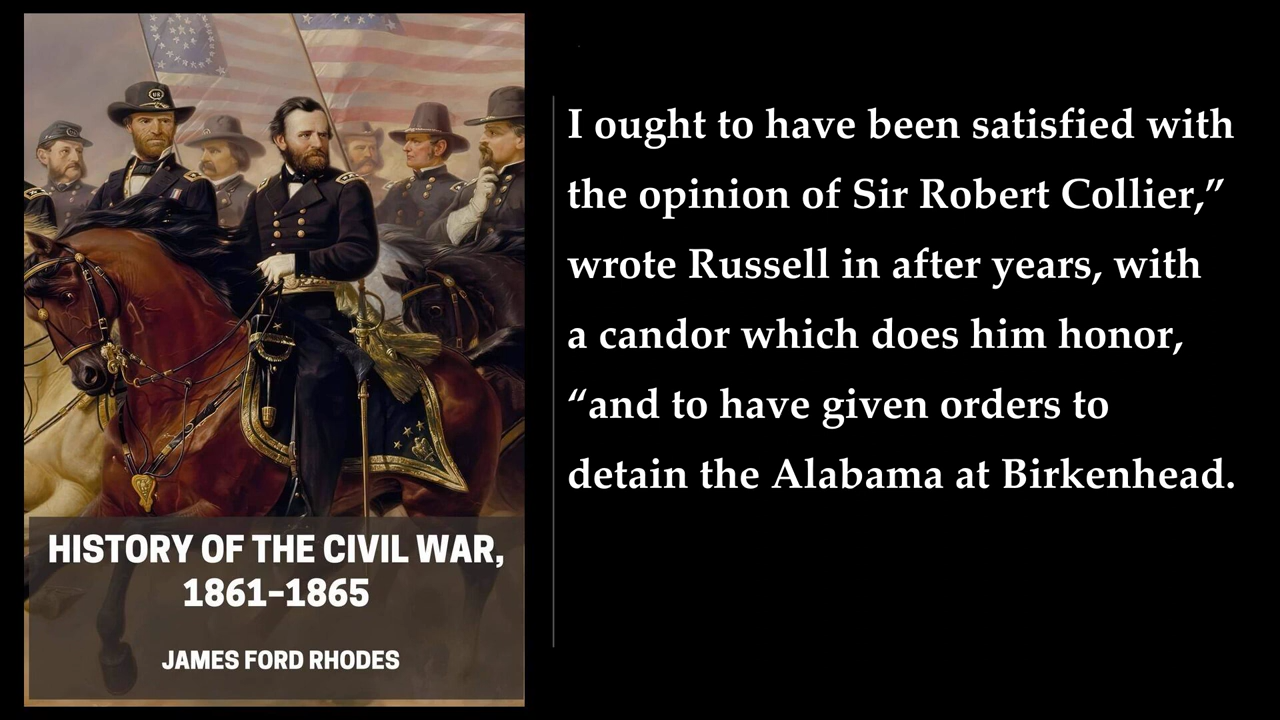 HISTORY OF THE CIVIL WAR,
1861–1865
JAMES FORD RHODES
I ought to have been satisfied with
the opinion of Sir Robert Collier,”
wrote Russell in after years, with
a candor which does him honor,
“and to have given orders to
detain the Alabama at Birkenhead.